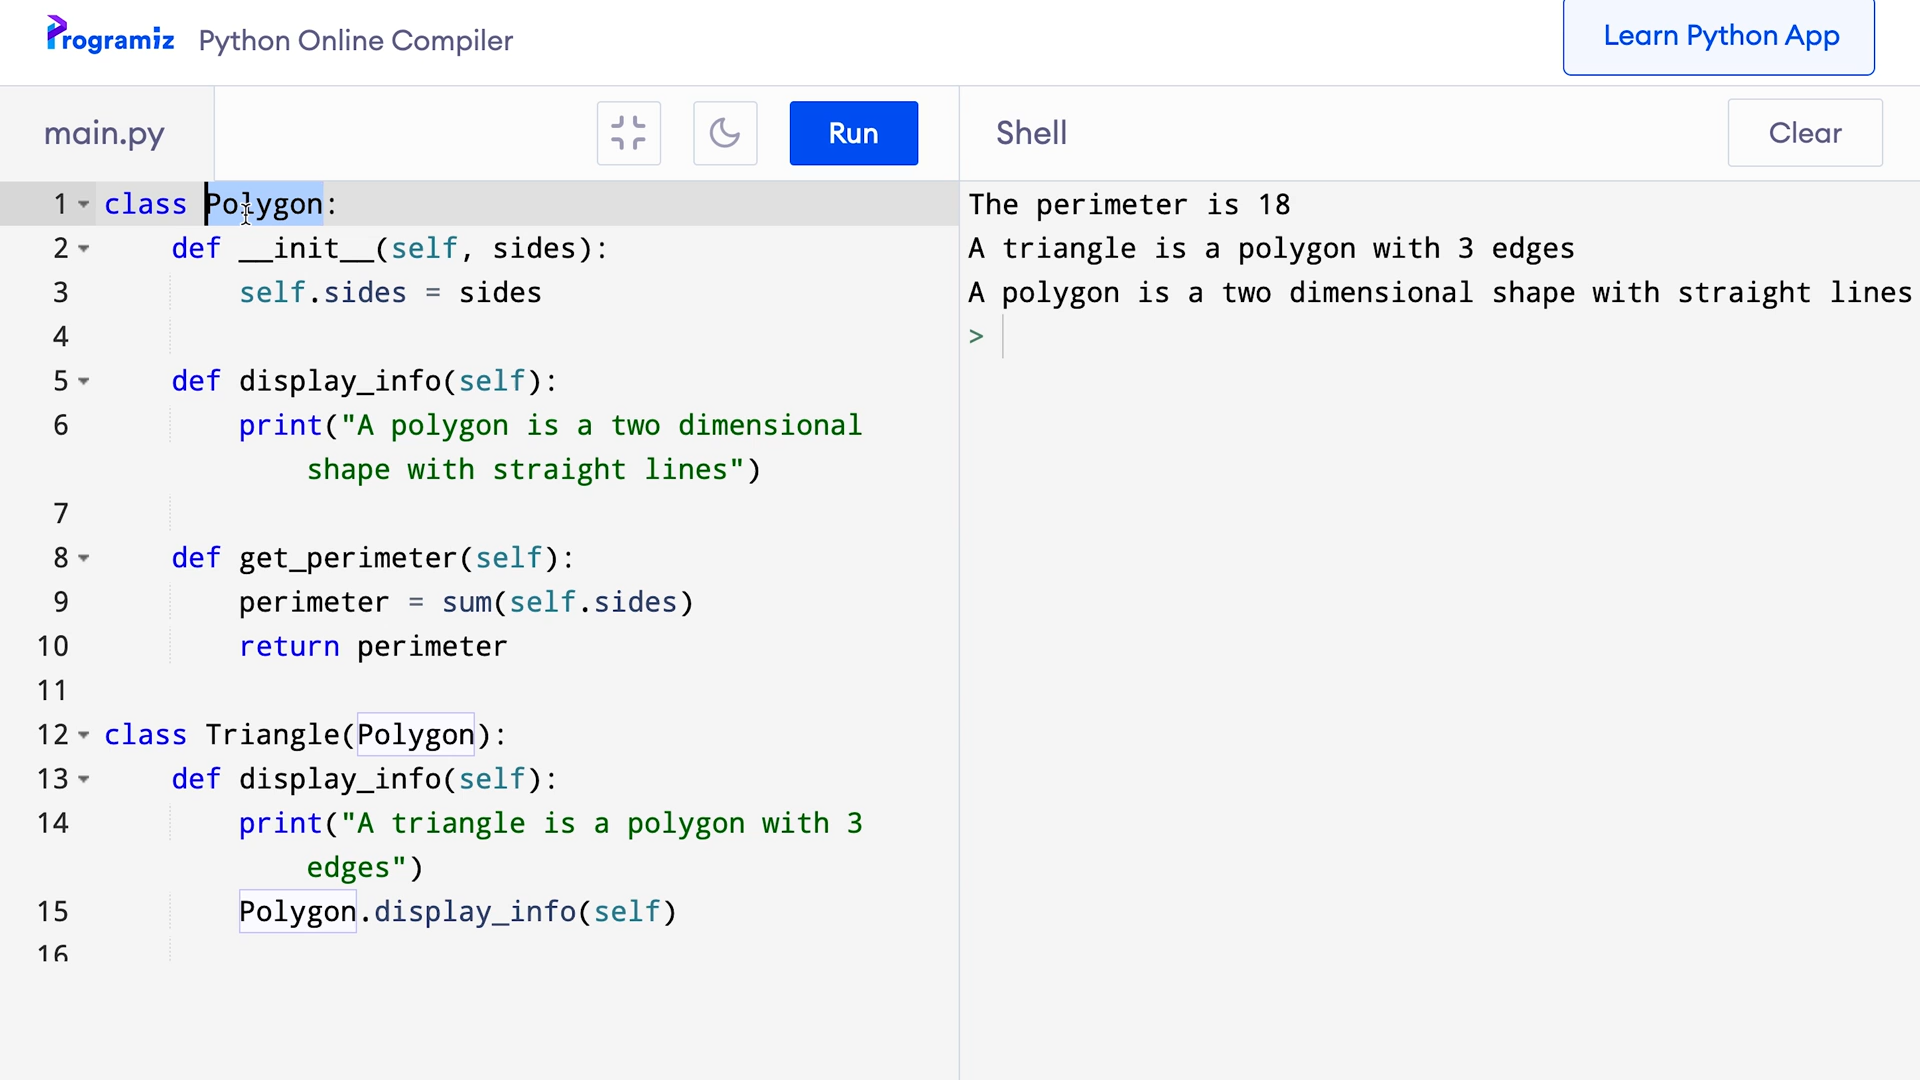 Programiz Python Online Compiler
Learn Python App
main.py
Run
Shell
Clear
1 class Polygon:
2 def __init__(self, sides):
3 self.sides = sides
4
5 def display_info(self):
6 print("A polygon is a two dimensional
shape with straight lines")
7
8 def get_perimeter(self):
9 perimeter = sum(self.sides)
10 return perimeter
11
12 class Triangle(Polygon):
13 def display_info(self):
14 print("A triangle is a polygon with 3
edges")
15 Polygon.display_info(self)
16
The perimeter is 18
A triangle is a polygon with 3 edges
A polygon is a two dimensional shape with straight lines
>